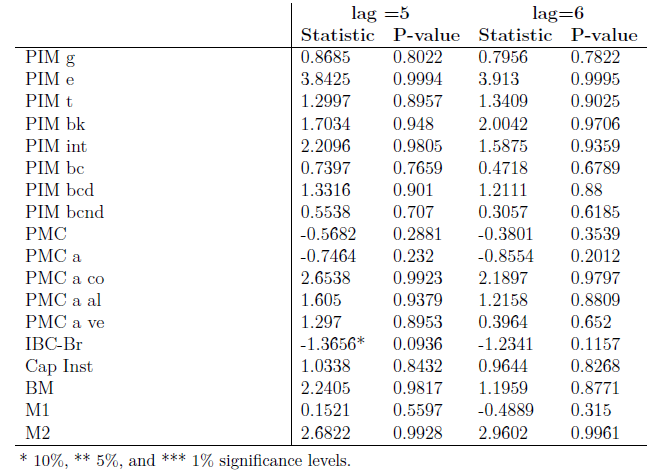 lag =5 lag=6
Statistic P-value Statistic P-value
PIM g 0.8685 0.8022 0.7956 0.7822
PIM e 3.8425 0.9994 3.913 0.9995
PIM t 1.2997 0.8957 1.3409 0.9025
PIM bk 1.7034 0.948 2.0042 0.9706
PIM int 2.2096 0.9805 1.5875 0.9359
PIM bc 0.7397 0.7659 0.4718 0.6789
PIM bcd 1.3316 0.901 1.2111 0.88
PIM bcnd 0.5538 0.707 0.3057 0.6185
PMC -0.5682 0.2881 -0.3801 0.3539
PMC a -0.7464 0.232 -0.8554 0.2012
PMC a co 2.6538 0.9923 2.1897 0.9797
PMC a al 1.605 0.9379 1.2158 0.8809
PMC a ve 1.297 0.8953 0.3964 0.652
IBC-Br -1.3656* 0.0936 -1.2341 0.1157
Cap Inst 1.0338 0.8432 0.9644 0.8268
BM 2.2405 0.9817 1.1959 0.8771
M1 0.1521 0.5597 -0.4889 0.315
M2 2.6822 0.9928 2.9602 0.9961
* 10%, ** 5%, and *** 1% significance levels.